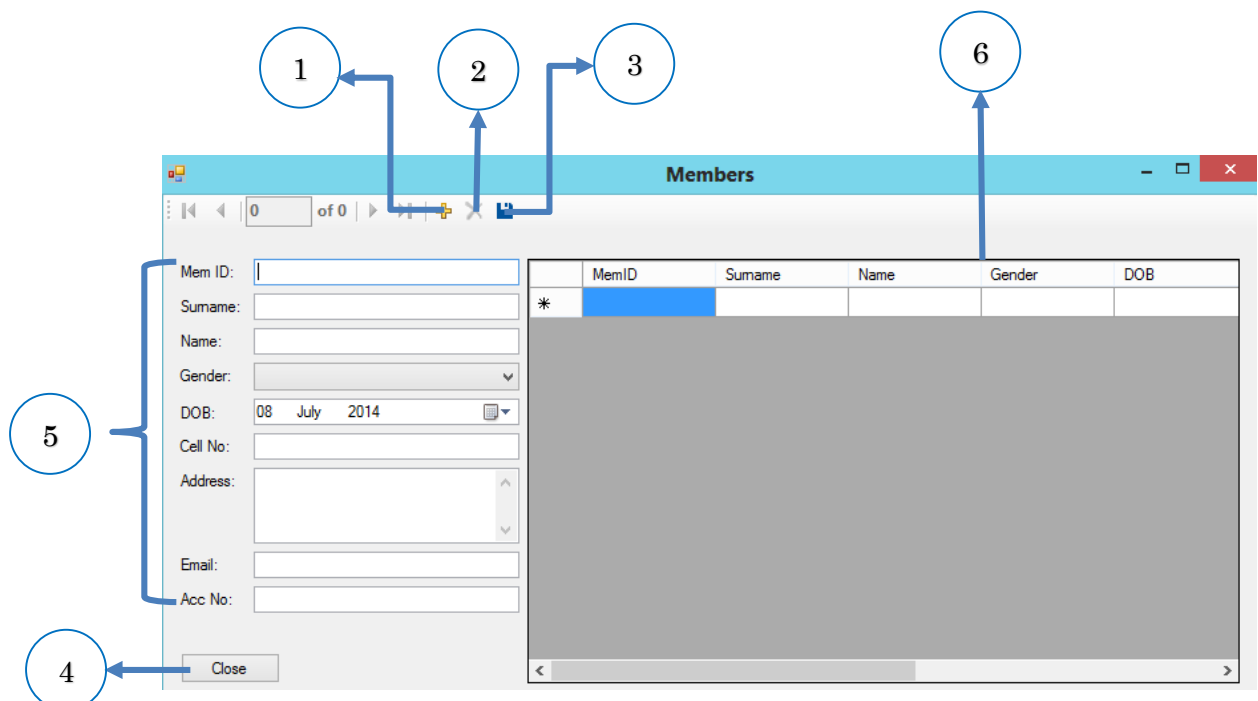 1
2
3
6
Members
0 of 0
Mem ID:
MemID Surname Name Gender DOB
Surname:
Name:
Gender:
DOB: 08 July 2014
5
Cell No:
Address:
Email:
Acc No:
Close
4